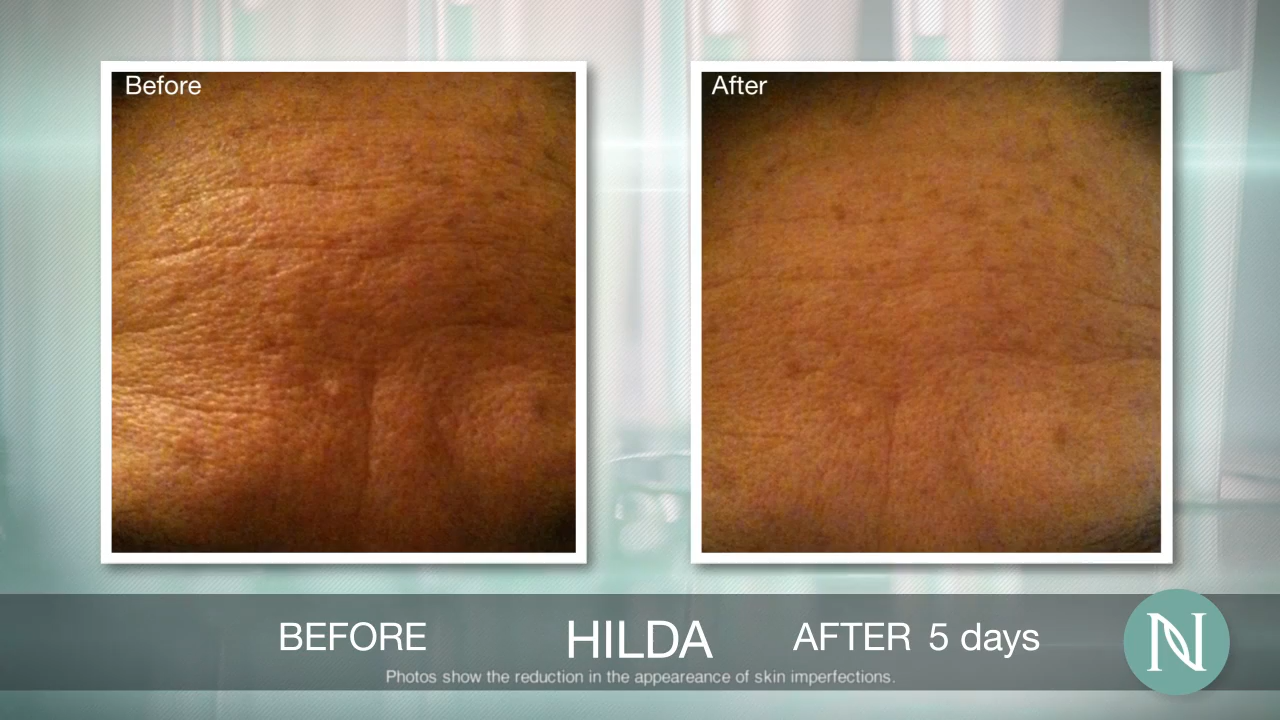 Before
After
BEFORE
HILDA
AFTER 5 days
Photos show the reduction in the appeareance of skin imperfections.
N